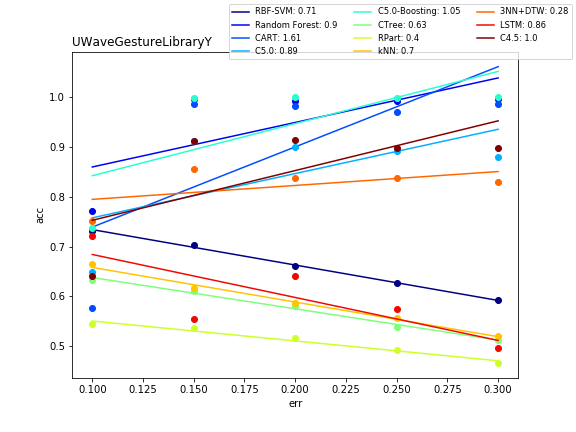 RBF-SVM: 0.71
Random Forest: 0.9
CART: 1.61
C5.0: 0.89
C5.0-Boosting: 1.05
CTree: 0.63
RPart: 0.4
kNN: 0.7
3NN+DTW: 0.28
LSTM: 0.86
C4.5: 1.0
UWaveGestureLibraryY
acc
1.0
0.9
0.8
0.7
0.6
0.5
0.100 0.125 0.150 0.175 0.200 0.225 0.250 0.275 0.300
err